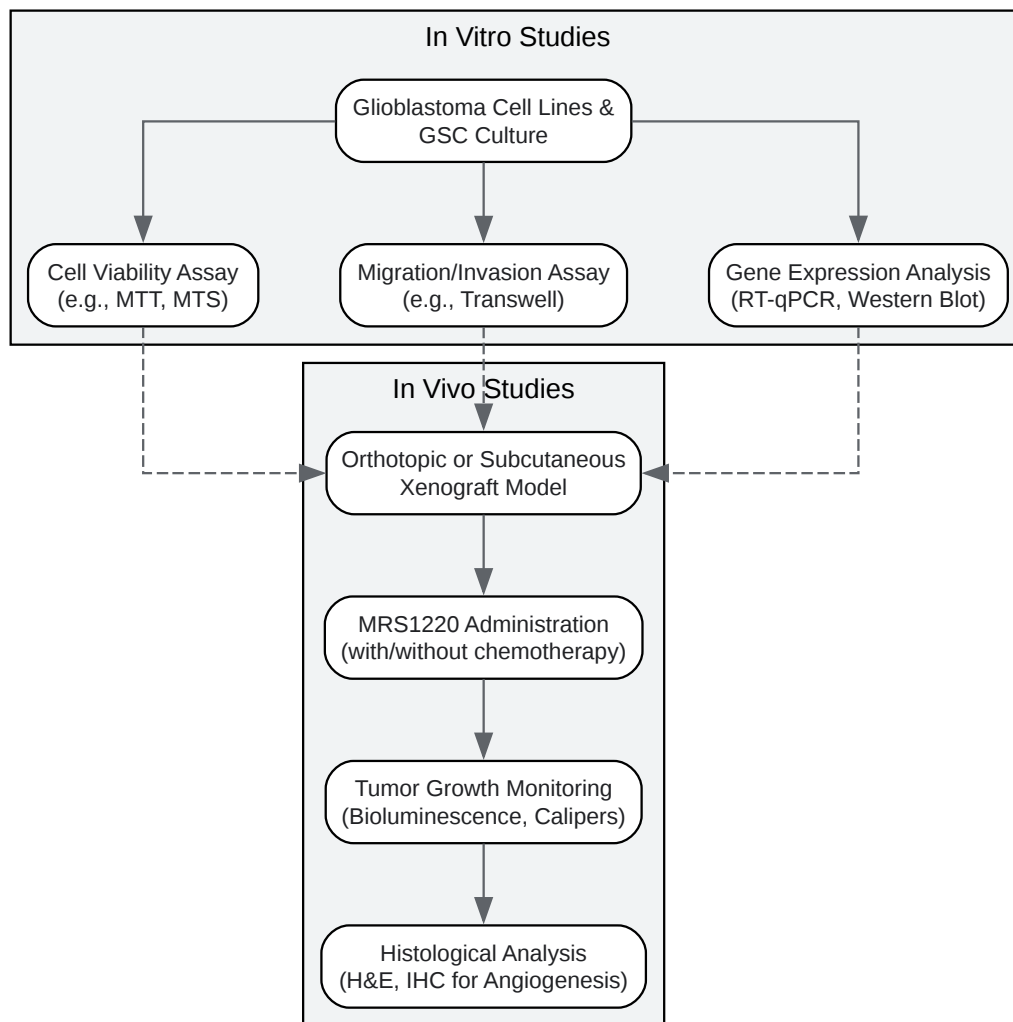 In Vitro Studies
Glioblastoma Cell Lines &
GSC Culture
Cell Viability Assay
(e.g., MTT, MTS)
Migration/Invasion Assay
(e.g., Transwell)
Gene Expression Analysis
(RT-qPCR, Western Blot)
In Vivo Studies
Orthotopic or Subcutaneous
Xenograft Model
MRS1220 Administration
(with/without chemotherapy)
Tumor Growth Monitoring
(Bioluminescence, Calipers)
Histological Analysis
(H&E, IHC for Angiogenesis)